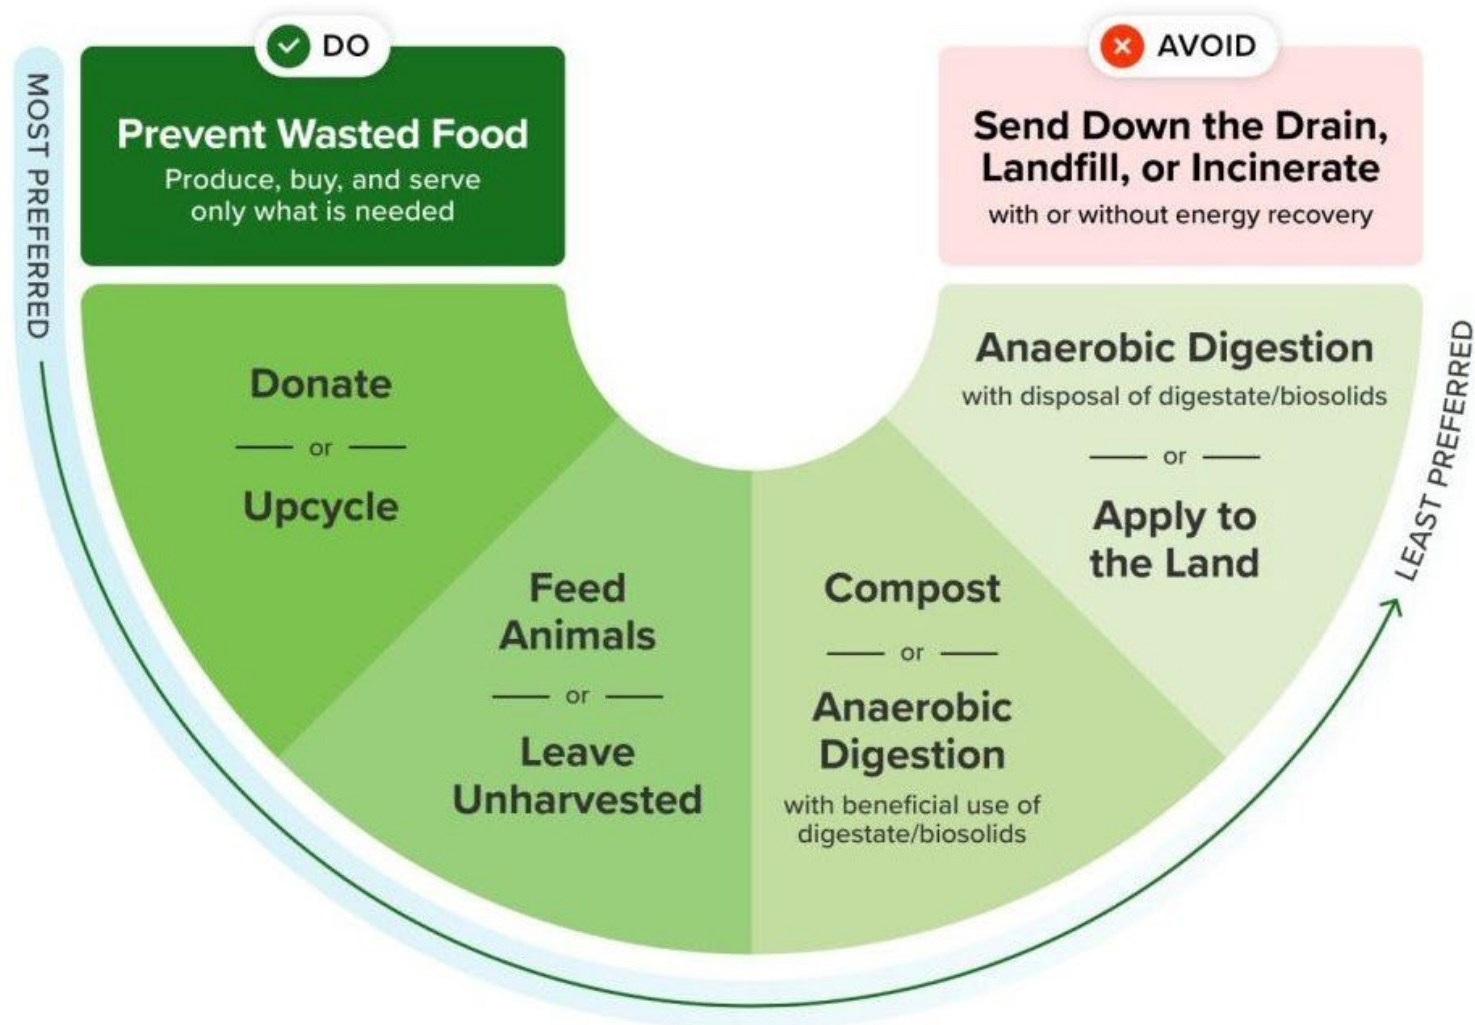 DO
Prevent Wasted Food
Produce, buy, and serve
only what is needed
AVOID
Send Down the Drain,
Landfill, or Incinerate
with or without energy recovery
MOST PREFERRED
Donate
or
Upcycle
Feed
Animals
or
Leave
Unharvested
Compost
or
Anaerobic
Digestion
with beneficial use of
digestate/biosolids
Anaerobic Digestion
with disposal of digestate/biosolids
or
Apply to
the Land
LEAST PREFERRED